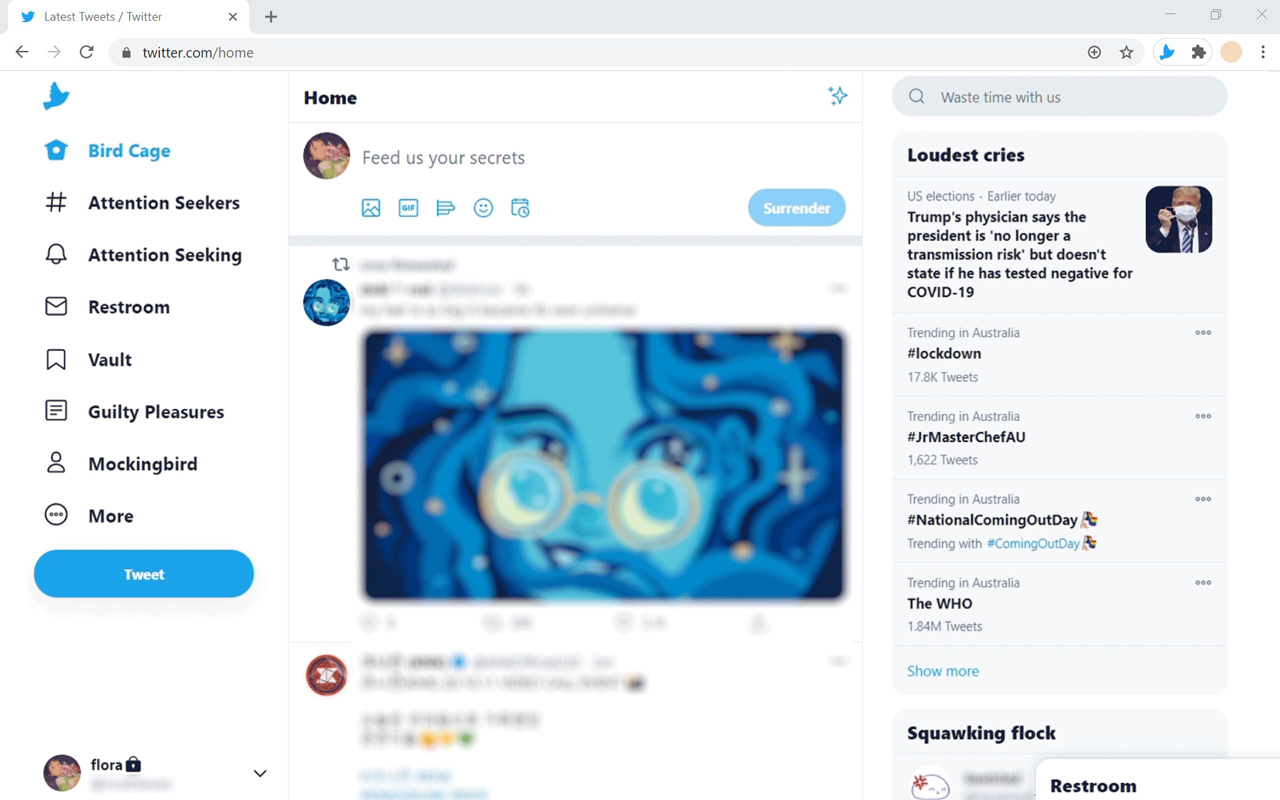 Latest Tweets / Twitter
twitter.com/home
Bird Cage
Attention Seekers
Attention Seeking
Restroom
Vault
Guilty Pleasures
Mockingbird
More
Tweet
flora
Home
Feed us your secrets
GIF
Surrender
Waste time with us
Loudest cries
US elections · Earlier today
Trump's physician says the
president is 'no longer a
transmission risk' but doesn't
state if he has tested negative for
COVID-19
Trending in Australia
#lockdown
17.8K Tweets
Trending in Australia
#JrMasterChefAU
1,622 Tweets
Trending in Australia
#NationalComingOutDay
Trending with #ComingOutDay
Trending in Australia
The WHO
1.84M Tweets
Show more
Squawking flock
Restroom